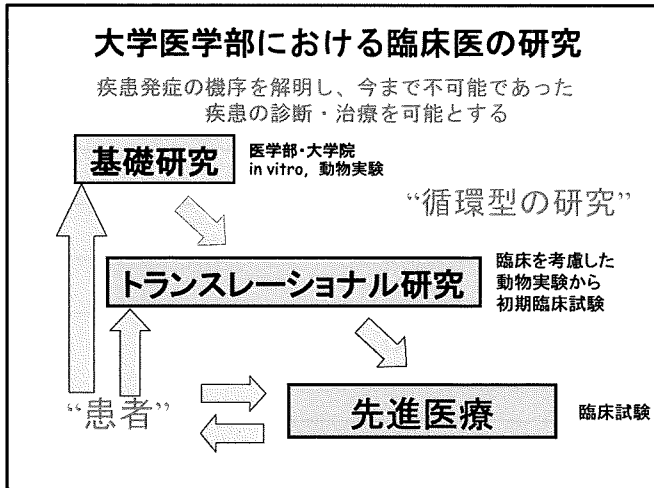 大学医学部における臨床医の研究
疾患発症の機序を解明し、今まで不可能であった
疾患の診断・治療を可能とする
基礎研究
医学部・大学院
in vitro, 動物実験
“循環型の研究”
トランスレーショナル研究
臨床を考慮した
動物実験から
初期臨床試験
“患者”
先進医療
臨床試験